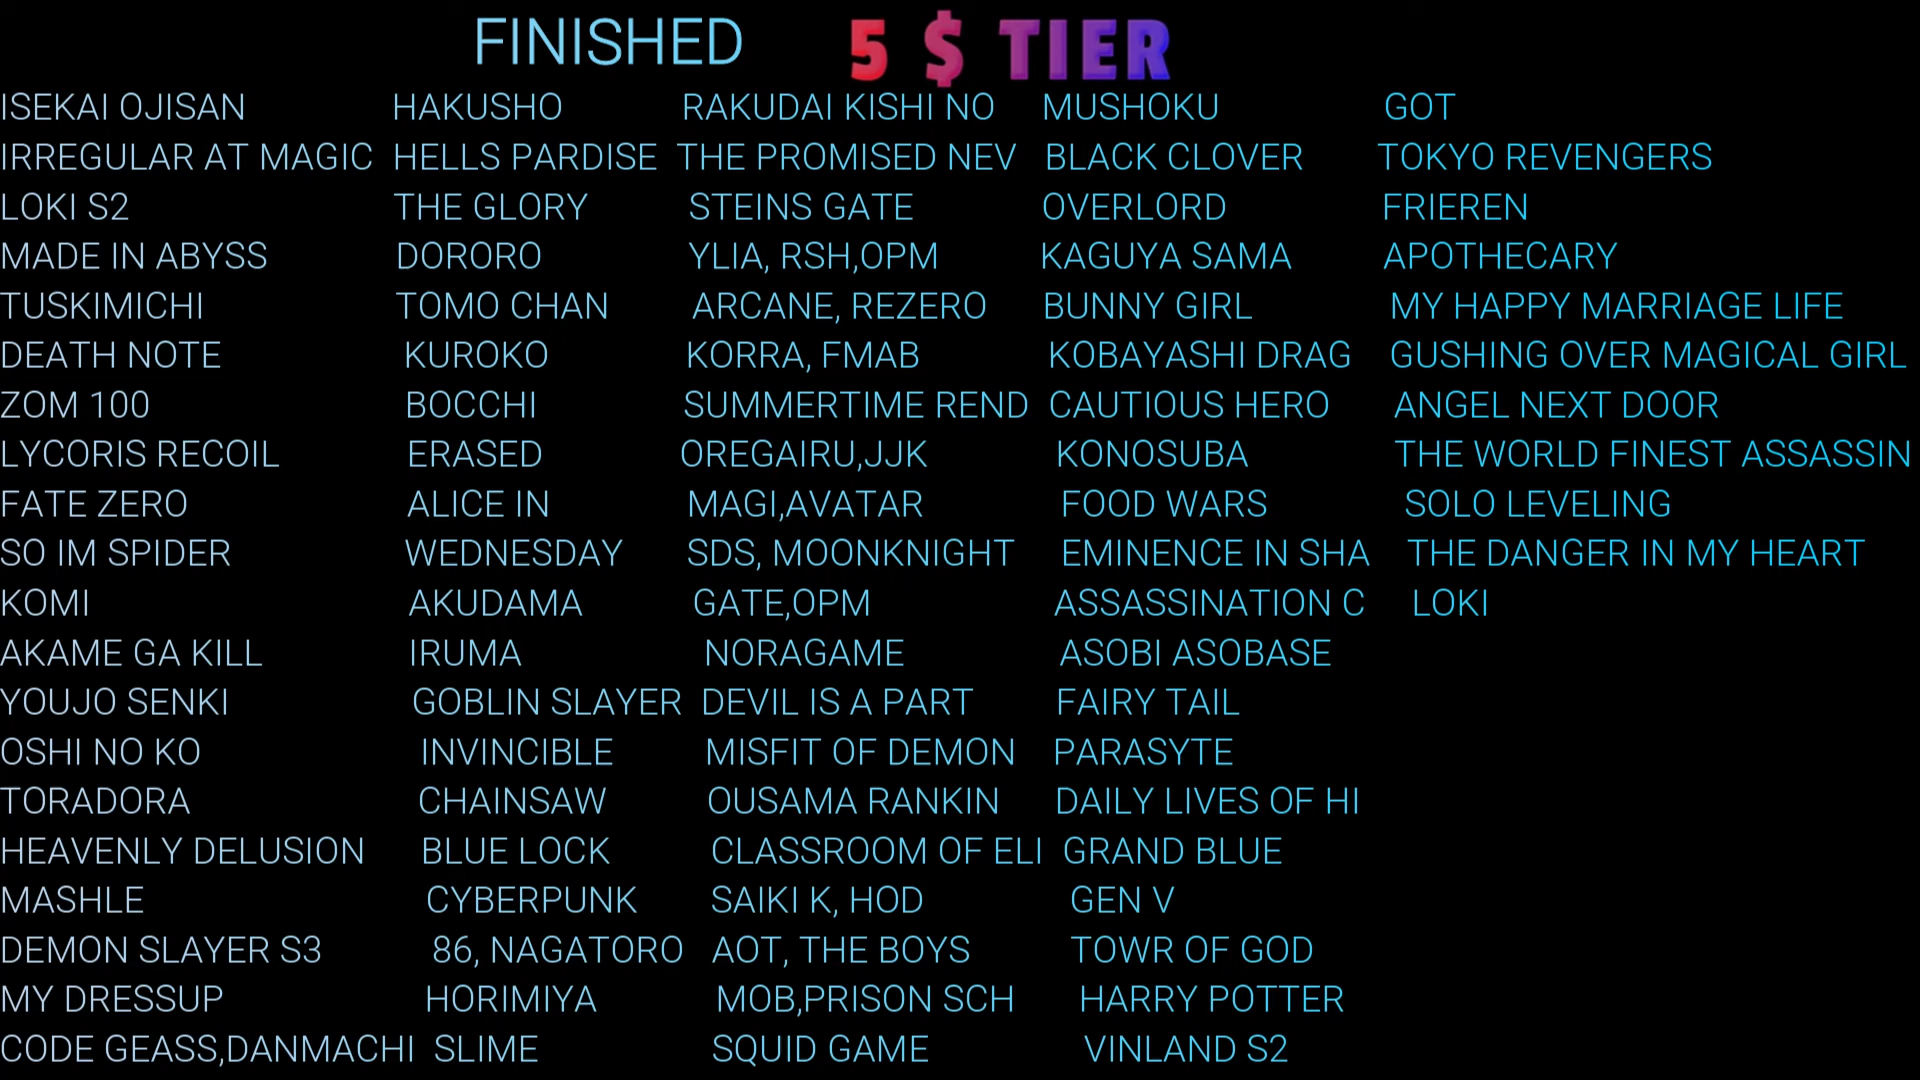 FINISHED 5 $ TIER
ISEKAI OJISAN
IRREGULAR AT MAGIC
LOKI S2
MADE IN ABYSS
TUSKIMICHI
DEATH NOTE
ZOM 100
LYCORIS RECOIL
FATE ZERO
SO IM SPIDER
KOMI
AKAME GA KILL
YOUJO SENKI
OSHI NO KO
TORADORA
HEAVENLY DELUSION
MASHLE
DEMON SLAYER S3
MY DRESSUP
CODE GEASS,DANMACHI
HAKUSHO
HELLS PARDISE
THE GLORY
DORORO
TOMO CHAN
KUROKO
BOCCHI
ERASED
ALICE IN
WEDNESDAY
AKUDAMA
IRUMA
GOBLIN SLAYER
INVINCIBLE
CHAINSAW
BLUE LOCK
CYBERPUNK
86, NAGATORO
HORIMIYA
SLIME
RAKUDAI KISHI NO
THE PROMISED NEV
STEINS GATE
YLIA, RSH,OPM
ARCANE, REZERO
KORRA, FMAB
SUMMERTIME REND
OREGAIRU,JJK
MAGI,AVATAR
SDS, MOONKNIGHT
GATE,OPM
NORAGAME
DEVIL IS A PART
MISFIT OF DEMON
OUSAMA RANKIN
CLASSROOM OF ELI
SAIKI K, HOD
AOT, THE BOYS
MOB,PRISON SCH
SQUID GAME
MUSHOKU
BLACK CLOVER
OVERLORD
KAGUYA SAMA
BUNNY GIRL
KOBAYASHI DRAG
CAUTIOUS HERO
KONOSUBA
FOOD WARS
EMINENCE IN SHA
ASSASSINATION C
ASOBI ASOBASE
FAIRY TAIL
PARASYTE
DAILY LIVES OF HI
GRAND BLUE
GEN V
TOWR OF GOD
HARRY POTTER
VINLAND S2
GOT
TOKYO REVENGERS
FRIEREN
APOTHECARY
MY HAPPY MARRIAGE LIFE
GUSHING OVER MAGICAL GIRL
ANGEL NEXT DOOR
THE WORLD FINEST ASSASSIN
SOLO LEVELING
THE DANGER IN MY HEART
LOKI